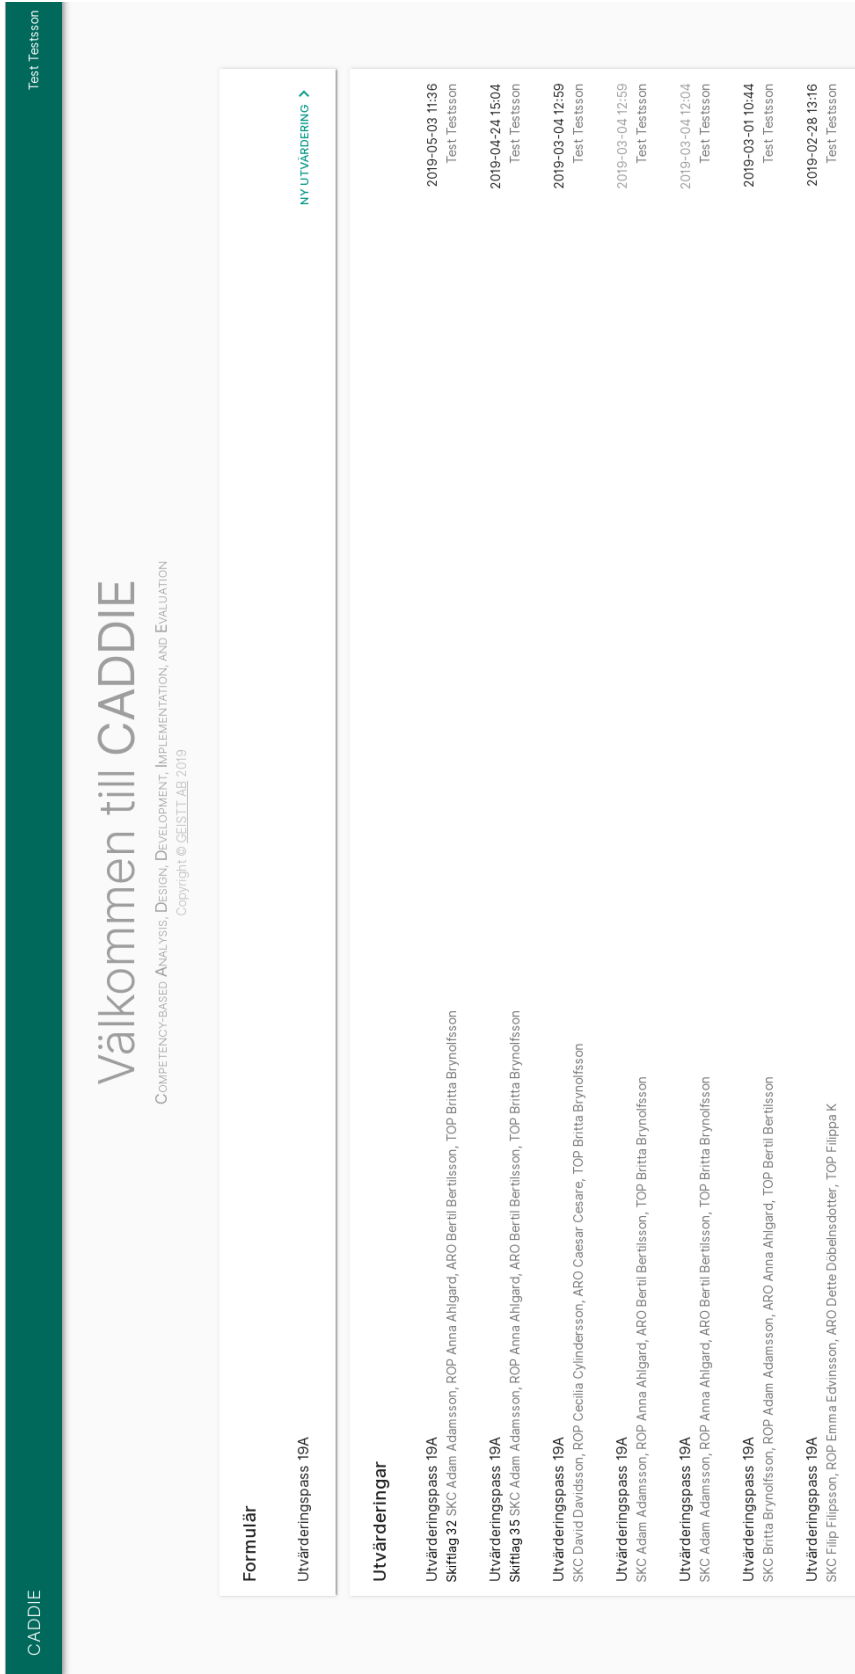 CADDIE
Test Testsson
Välkommen till CADDIE
Competency-based Analysis, Design, Development, Implementation, and Evaluation
Copyright © GEISTT AB 2019
Formulär
Utvärderingspass 19A
NY UTVÄRDERING
Utvärderingar
Utvärderingspass 19A
2019-05-03 11:36
Skiftlag 32 SKC Adam Adamsson, ROP Anna Ahlgard, ARO Bertil Bertilsson, TOP Britta Brynolfsson
Test Testsson
Utvärderingspass 19A
2019-04-24 15:04
Skiftlag 35 SKC Adam Adamsson, ROP Anna Ahlgard, ARO Bertil Bertilsson, TOP Britta Brynolfsson
Test Testsson
Utvärderingspass 19A
2019-03-04 12:59
SKC David Davidsson, ROP Cecilia Cylindersson, ARO Caesar Cesare, TOP Britta Brynolfsson
Test Testsson
Utvärderingspass 19A
2019-03-04 12:59
SKC Adam Adamsson, ROP Anna Ahlgard, ARO Bertil Bertilsson, TOP Britta Brynolfsson
Test Testsson
Utvärderingspass 19A
2019-03-04 12:04
SKC Adam Adamsson, ROP Anna Ahlgard, ARO Bertil Bertilsson, TOP Britta Brynolfsson
Test Testsson
Utvärderingspass 19A
2019-03-01 10:44
SKC Britta Brynolfsson, ROP Adam Adamsson, ARO Anna Ahlgard, TOP Bertil Bertilsson
Test Testsson
Utvärderingspass 19A
2019-02-28 13:16
SKC Filip Filipsson, ROP Emma Edvinsson, ARO Dette Döbelnsdotter, TOP Filippa K
Test Testsson